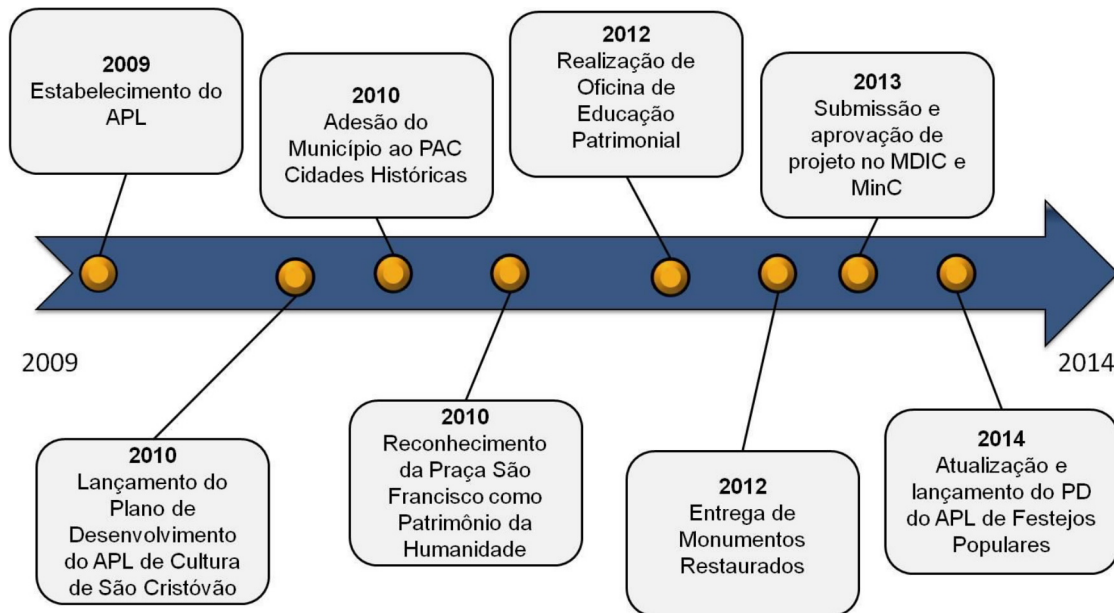 2009
Estabelecimento do
APL
2010
Adesão do
Município ao PAC
Cidades Históricas
2012
Realização de
Oficina de
Educação
Patrimonial
2013
Submissão e
aprovação de
projeto no MDIC e
MinC
2009
2014
2010
Lançamento do
Plano de
Desenvolvimento
do APL de Cultura
de São Cristóvão
2010
Reconhecimento
da Praça São
Francisco como
Patrimônio da
Humanidade
2012
Entrega de
Monumentos
Restaurados
2014
Atualização e
lançamento do PD
do APL de Festejos
Populares